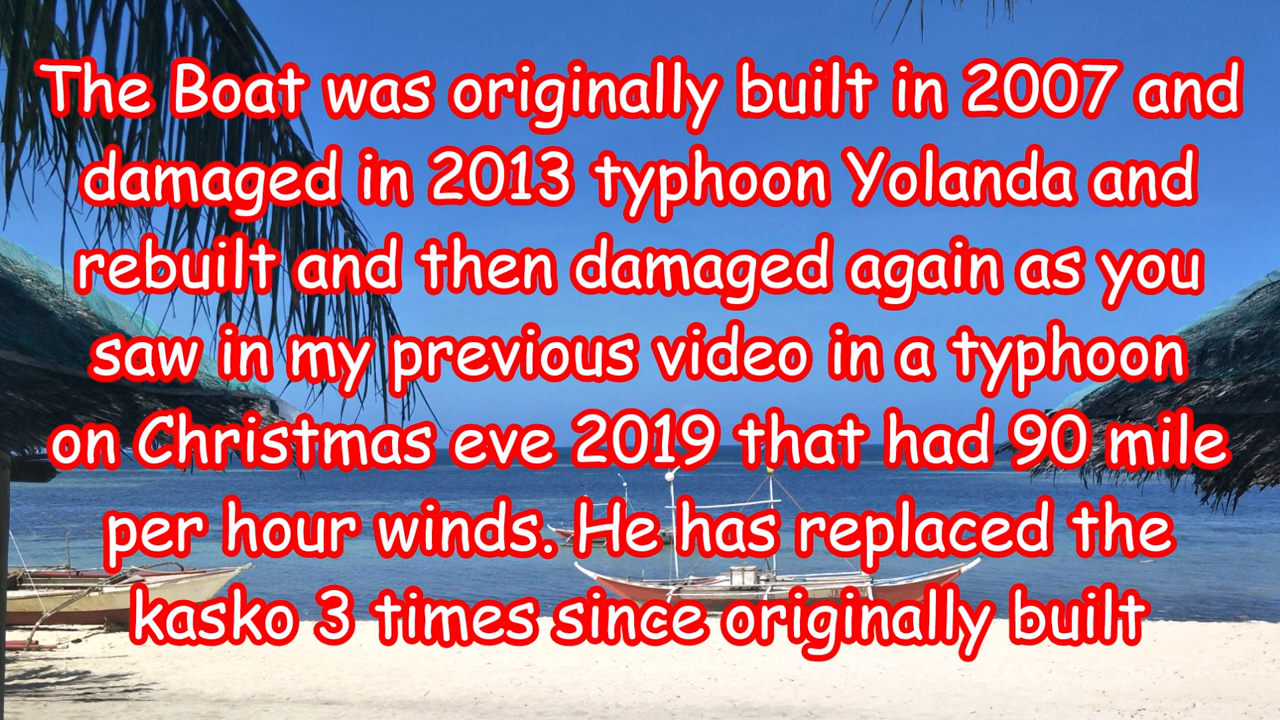 The Boat was originally built in 2007 and
damaged in 2013 typhoon Yolanda and
rebuilt and then damaged again as you
saw in my previous video in a typhoon
on Christmas eve 2019 that had 90 mile
per hour winds. He has replaced the
kasko 3 times since originally built